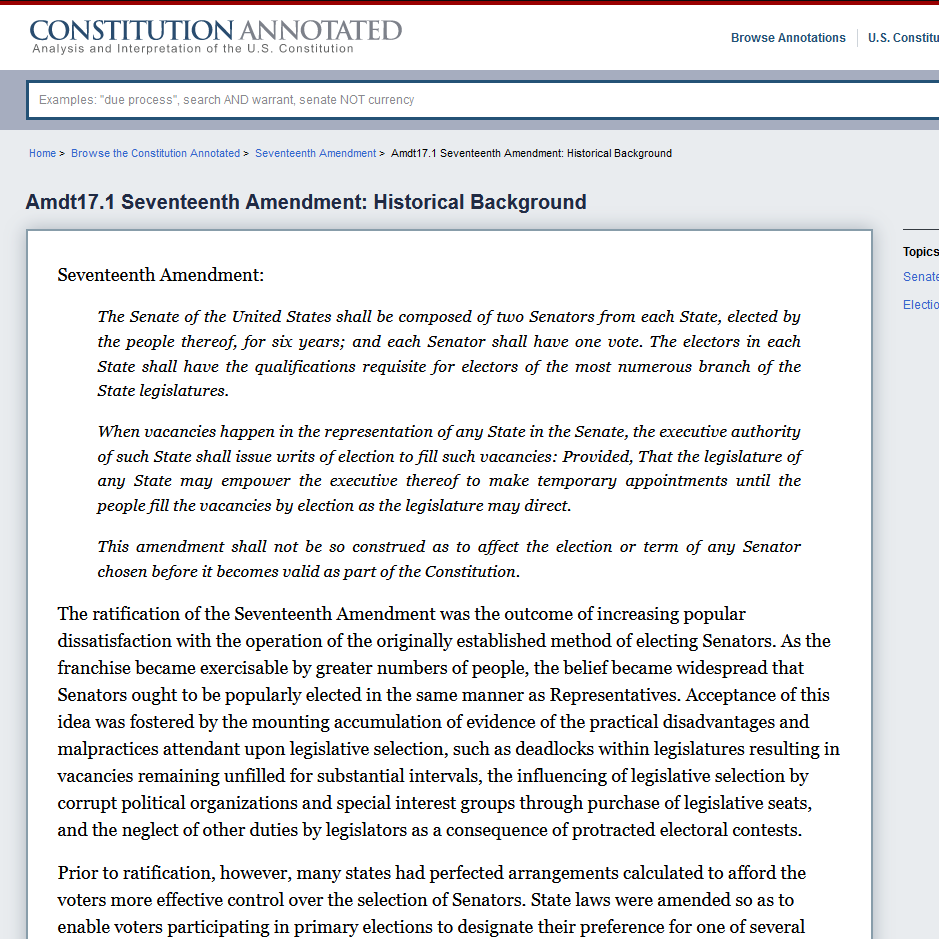 CONSTITUTION ANNOTATED
Analysis and Interpretation of the U.S. Constitution
Browse Annotations
U.S. Constitu
Examples: "due process", search AND warrant, senate NOT currency
Home > Browse the Constitution Annotated > Seventeenth Amendment > Amdt17.1 Seventeenth Amendment: Historical Background
Amdt17.1 Seventeenth Amendment: Historical Background
Seventeenth Amendment:
The Senate of the United States shall be composed of two Senators from each State, elected by
the people thereof, for six years; and each Senator shall have one vote. The electors in each
State shall have the qualifications requisite for electors of the most numerous branch of the
State legislatures.
When vacancies happen in the representation of any State in the Senate, the executive authority
of such State shall issue writs of election to fill such vacancies: Provided, That the legislature of
any State may empower the executive thereof to make temporary appointments until the
people fill the vacancies by election as the legislature may direct.
This amendment shall not be so construed as to affect the election or term of any Senator
chosen before it becomes valid as part of the Constitution.
The ratification of the Seventeenth Amendment was the outcome of increasing popular
dissatisfaction with the operation of the originally established method of electing Senators. As the
franchise became exercisable by greater numbers of people, the belief became widespread that
Senators ought to be popularly elected in the same manner as Representatives. Acceptance of this
idea was fostered by the mounting accumulation of evidence of the practical disadvantages and
malpractices attendant upon legislative selection, such as deadlocks within legislatures resulting in
vacancies remaining unfilled for substantial intervals, the influencing of legislative selection by
corrupt political organizations and special interest groups through purchase of legislative seats,
and the neglect of other duties by legislators as a consequence of protracted electoral contests.
Prior to ratification, however, many states had perfected arrangements calculated to afford the
voters more effective control over the selection of Senators. State laws were amended so as to
enable voters participating in primary elections to designate their preference for one of several
Topics
Senate
Electio